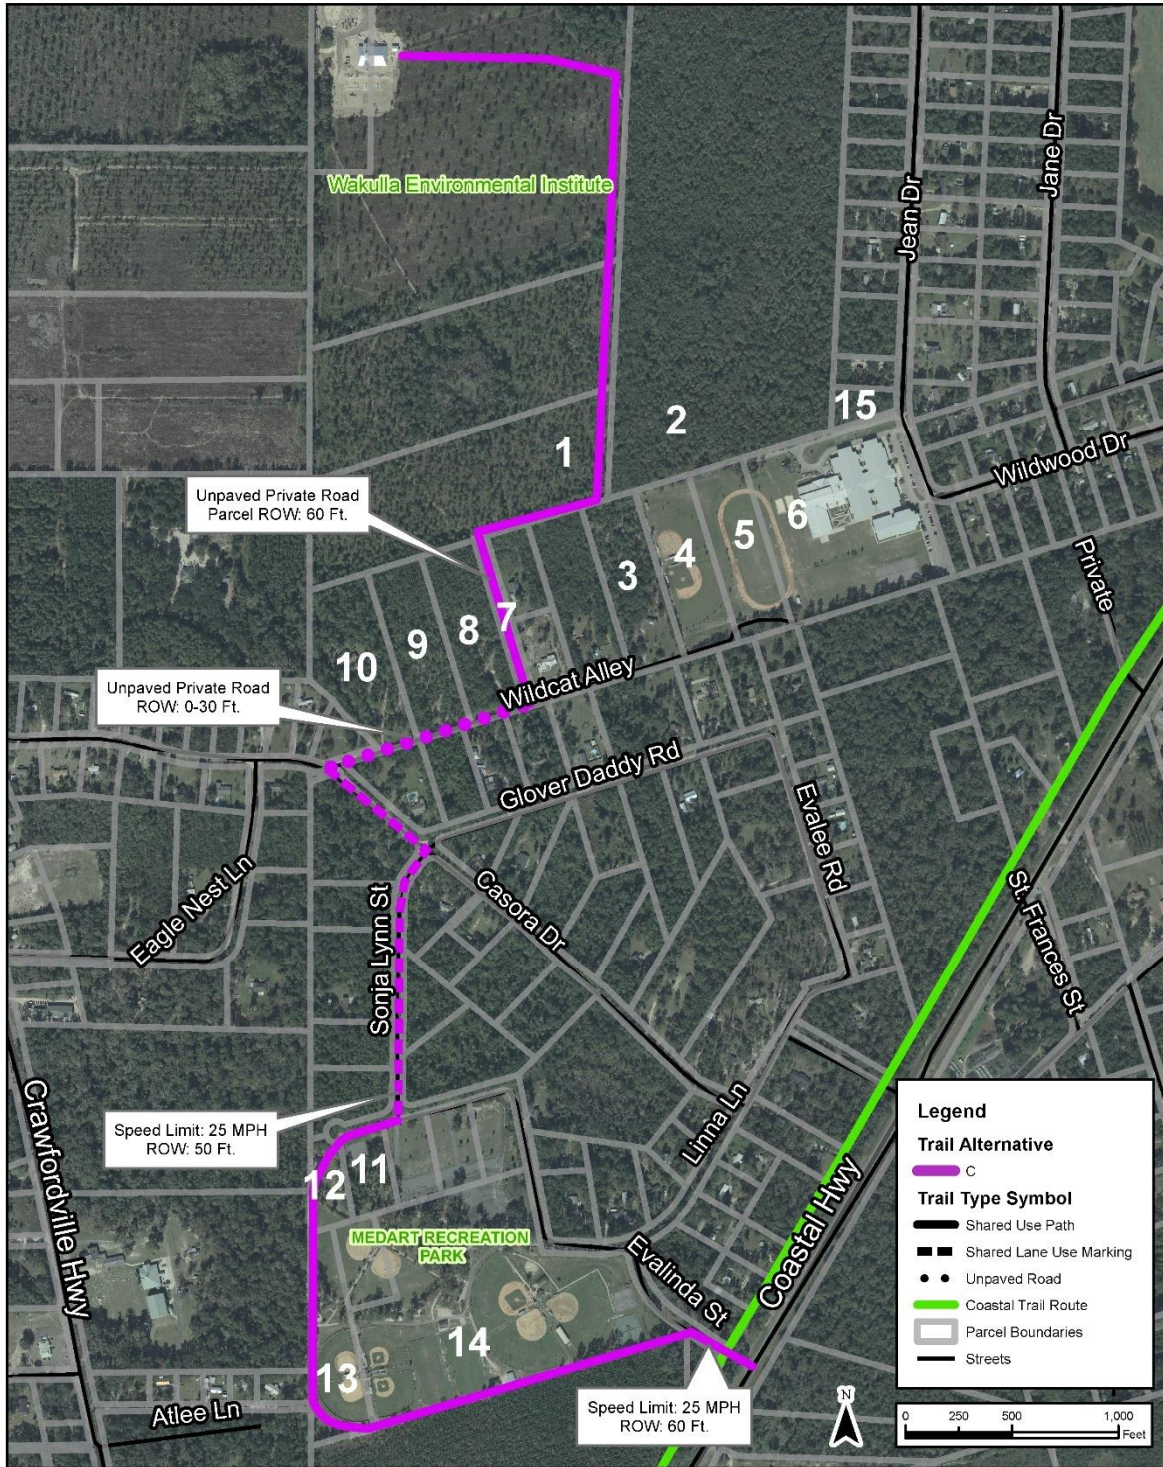 Wakulla Environmental Institute
Jean Dr
Jane Dr
15
2
1
Wildwood Dr
Unpaved Private Road
Parcel ROW: 60 Ft.
6
5
4
3
Private
7
8
9
10
Wildcat Alley
Unpaved Private Road
ROW: 0-30 Ft.
Glover Daddy Rd
Evalee Rd
Eagle Nest Ln
Casora Dr
Sonja Lynn St
St. Frances St
Crawfordville Hwy
Speed Limit: 25 MPH
ROW: 50 Ft.
Linna Ln
11
12
MEDART RECREATION
PARK
Evalinda St
Coastal Hwy
14
13
Atlee Ln
Speed Limit: 25 MPH
ROW: 60 Ft.
Legend
Trail Alternative
C
Trail Type Symbol
Shared Use Path
Shared Lane Use Marking
Unpaved Road
Coastal Trail Route
Parcel Boundaries
Streets
N
0 250 500 1,000
Feet